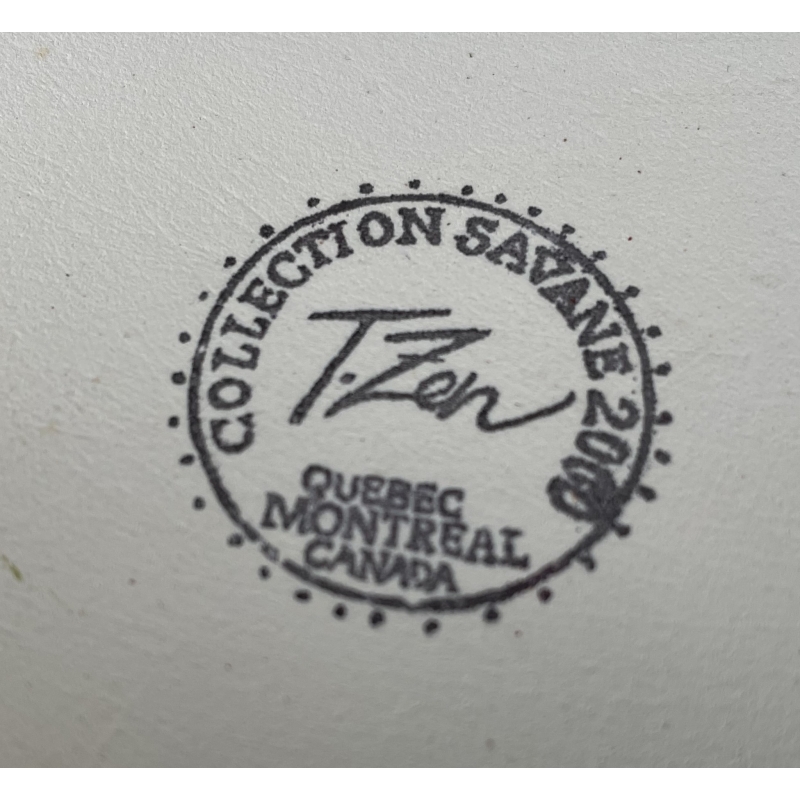 COLLECTION SAVANE 2000
T.Zen
QUEBEC
MONTREAL
CANADA